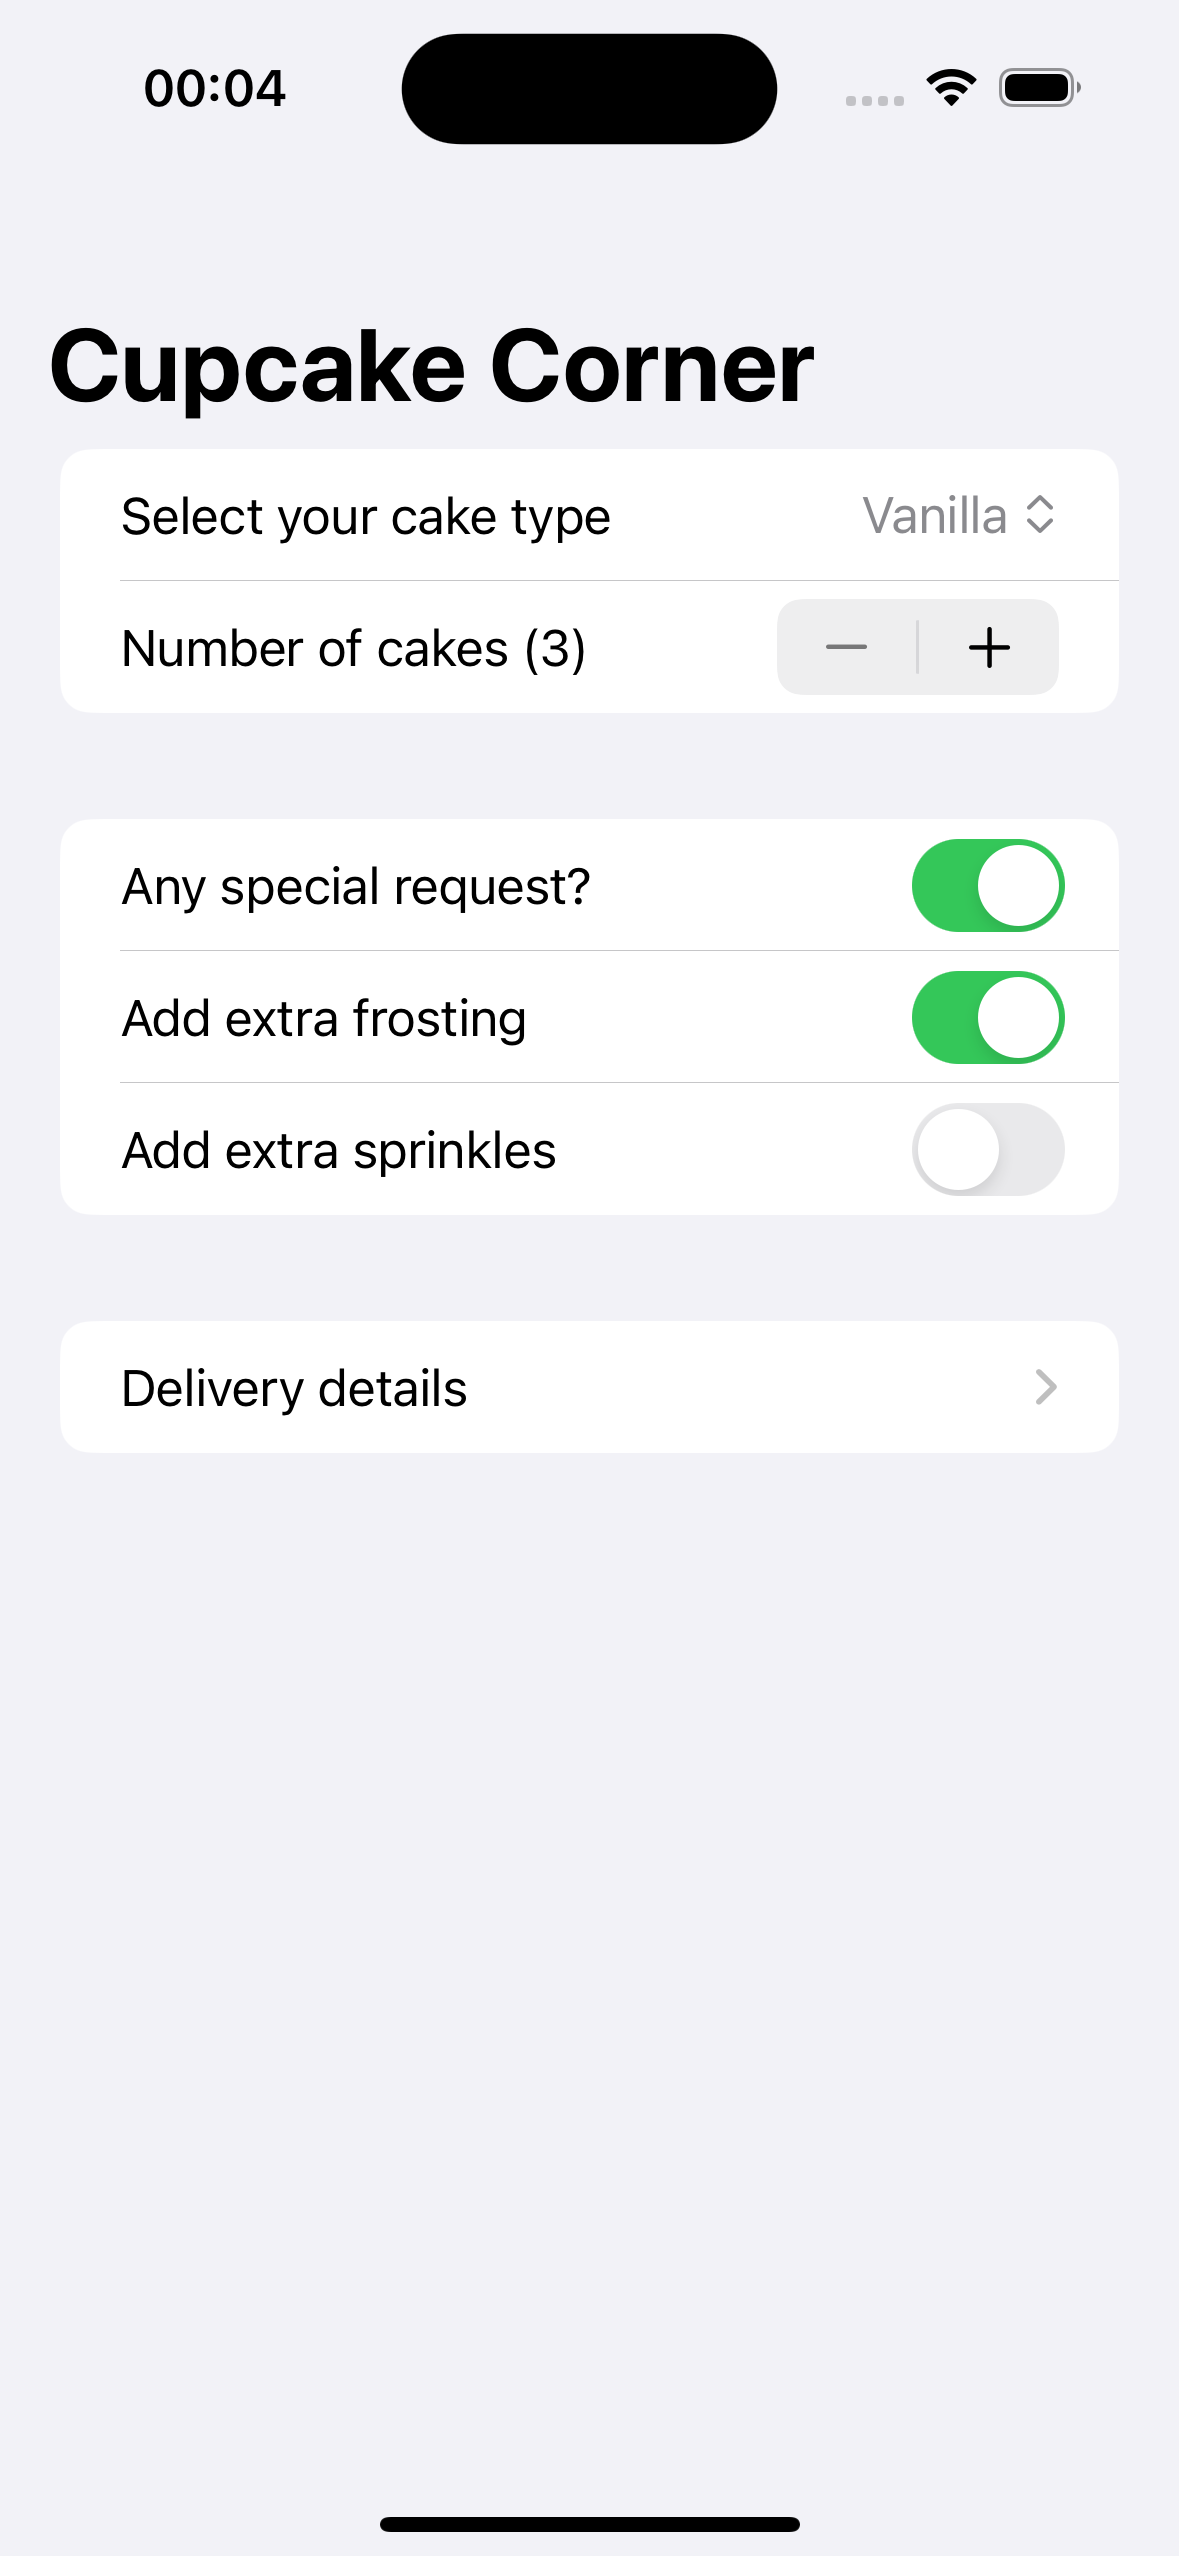 00:04
Cupcake Corner
Select your cake type Vanilla
Number of cakes (3)
Any special request?
Add extra frosting
Add extra sprinkles
Delivery details